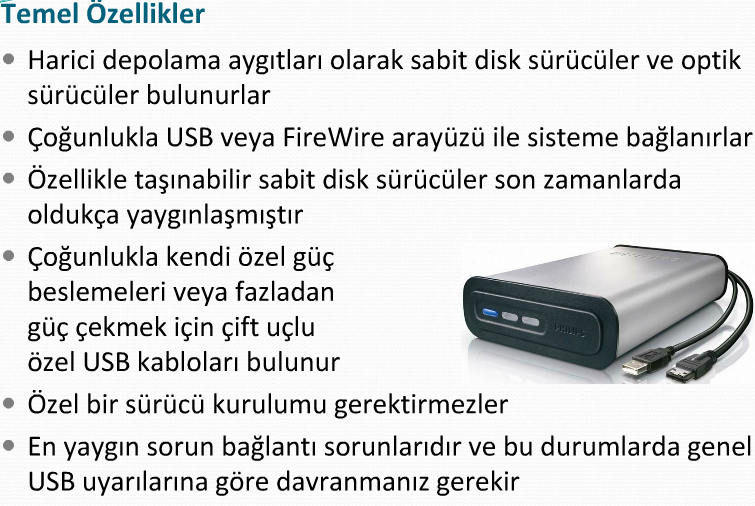 Temel Özellikler
• Harici depolama aygıtları olarak sabit disk sürücüler ve optik
sürücüler bulunurlar
• Çoğunlukla USB veya FireWire arayüzü ile sisteme bağlanırlar
• Özellikle taşınabilir sabit disk sürücüler son zamanlarda
oldukça yaygınlaşmıştır
• Çoğunlukla kendi özel güç
beslemeleri veya fazladan
güç çekmek için çift uçlu
özel USB kabloları bulunur
PHILIPS
• Özel bir sürücü kurulumu gerektirmezler
• En yaygın sorun bağlantı sorunlarıdır ve bu durumlarda genel
USB uyarılarına göre davranmanız gerekir